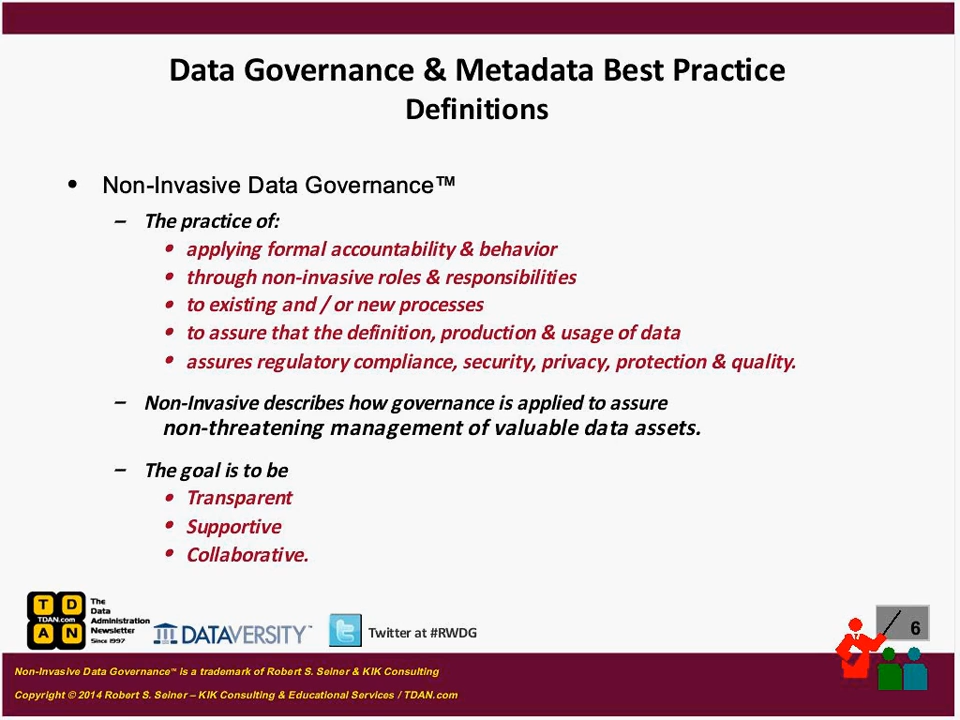 Data Governance & Metadata Best Practice
Definitions
• Non-Invasive Data Governance™
– The practice of:
• applying formal accountability & behavior
• through non-invasive roles & responsibilities
• to existing and / or new processes
• to assure that the definition, production & usage of data
• assures regulatory compliance, security, privacy, protection & quality.
– Non-Invasive describes how governance is applied to assure
non-threatening management of valuable data assets.
– The goal is to be
• Transparent
• Supportive
• Collaborative.
T D
TDAN.com
A N
The
Data
Administration
Newsletter
Since 1997
DATAVERSITY™
Twitter at #RWDG
6
Non-Invasive Data Governance™ is a trademark of Robert S. Seiner & KIK Consulting
Copyright © 2014 Robert S. Seiner – KIK Consulting & Educational Services / TDAN.com